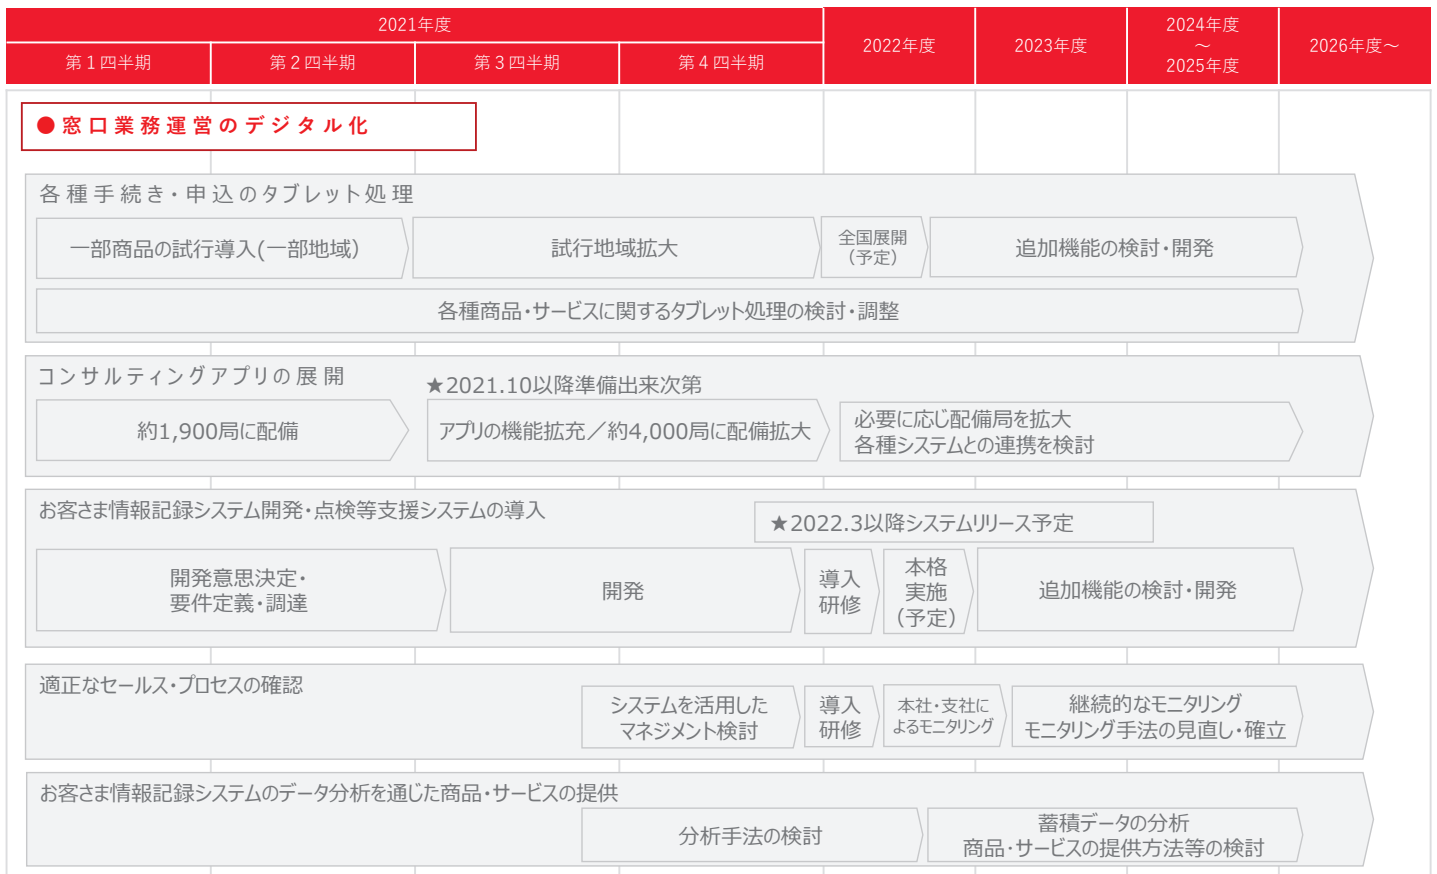 2021年度
2022年度
2023年度
2024年度
～
2025年度
2026年度～
第１四半期
第２四半期
第３四半期
第４四半期
●窓口業務運営のデジタル化
各種手続き・申込のタブレット処理
一部商品の試行導入(一部地域)
試行地域拡大
全国展開
(予定)
追加機能の検討・開発
各種商品・サービスに関するタブレット処理の検討・調整
コンサルティングアプリの展開
★2021.10以降準備出来次第
約1,900局に配備
アプリの機能拡充／約4,000局に配備拡大
必要に応じ配備局を拡大
各種システムとの連携を検討
お客さま情報記録システム開発・点検等支援システムの導入
★2022.3以降システムリリース予定
開発意思決定・
要件定義・調達
開発
導入
研修
本格
実施
(予定)
追加機能の検討・開発
適正なセールス・プロセスの確認
システムを活用した
マネジメント検討
導入
研修
本社・支社に
よるモニタリング
継続的なモニタリング
モニタリング手法の見直し・確立
お客さま情報記録システムのデータ分析を通じた商品・サービスの提供
分析手法の検討
蓄積データの分析
商品・サービスの提供方法等の検討